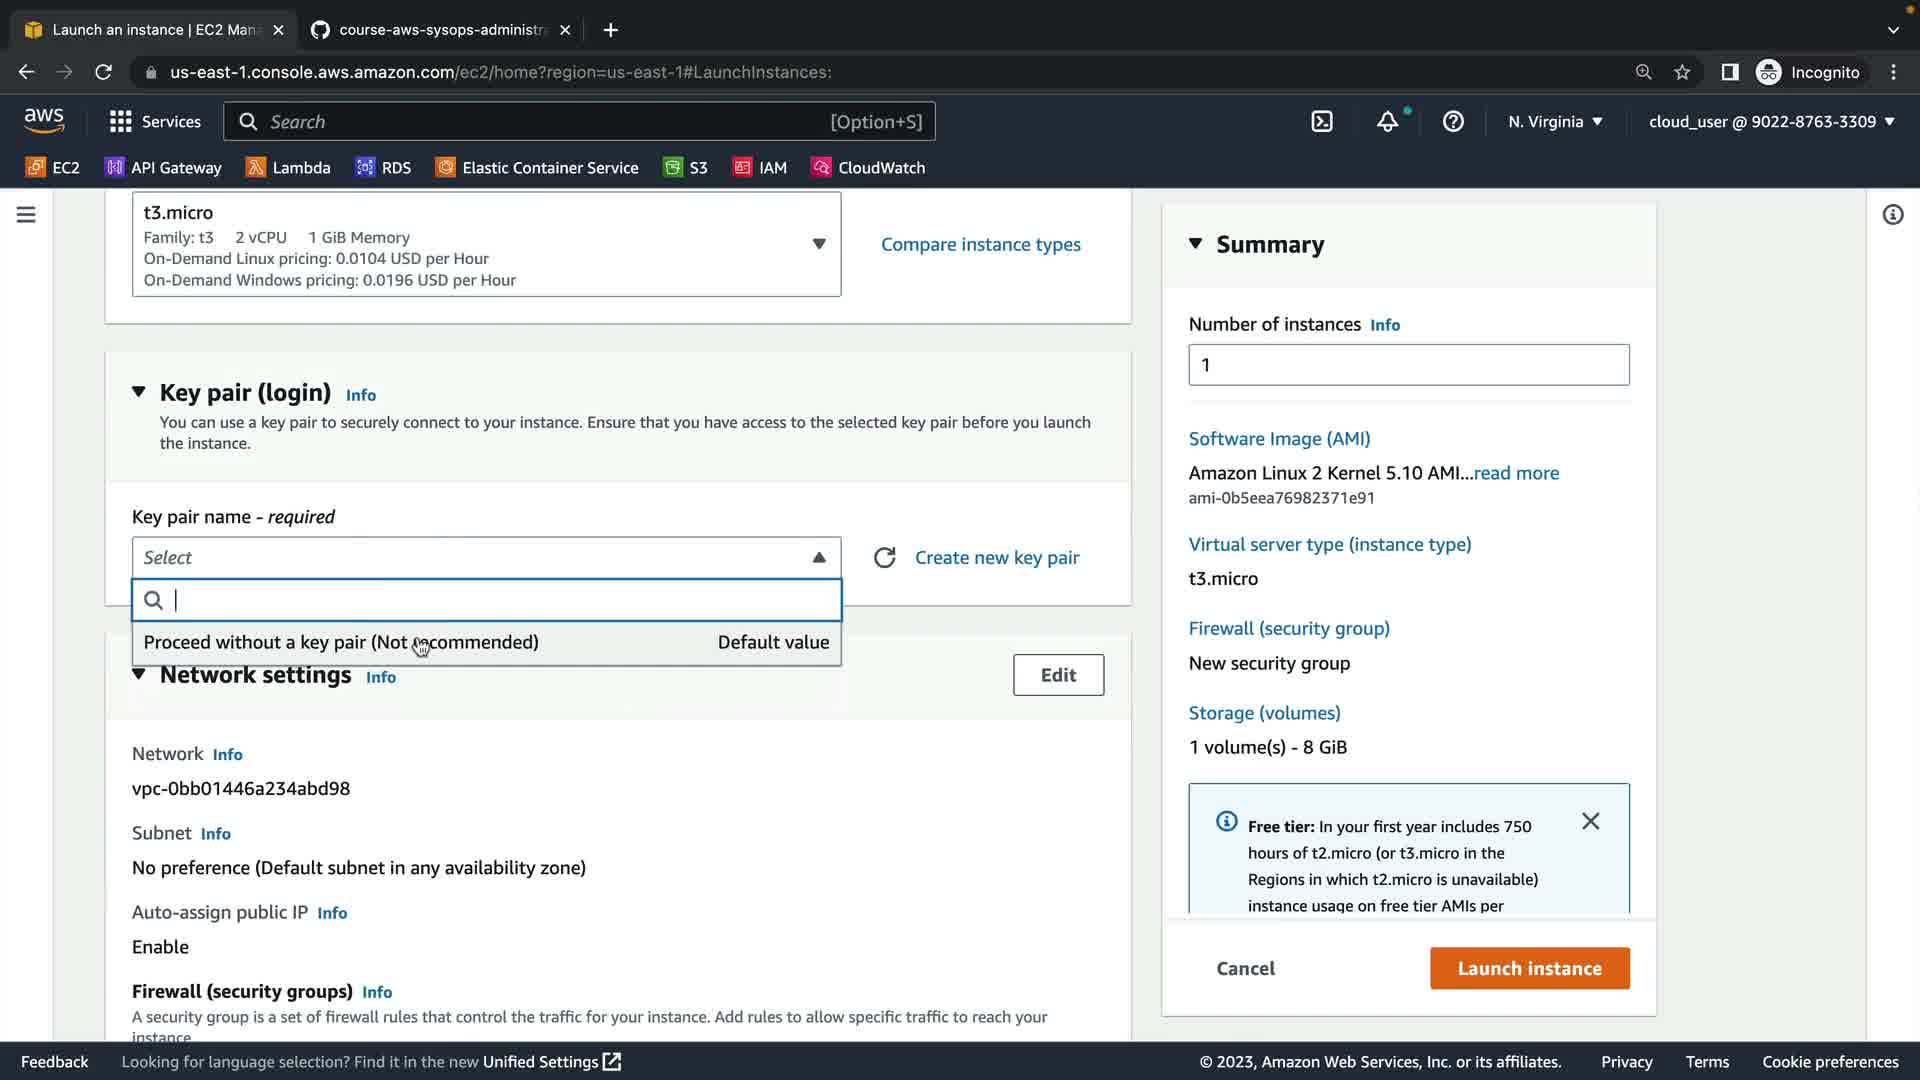 Launch an instance | EC2 Mana
course-aws-sysops-administra
us-east-1.console.aws.amazon.com/ec2/home?region=us-east-1#LaunchInstances:
Incognito
aws
Services
Search
[Option+S]
N. Virginia
cloud_user @ 9022-8763-3309
EC2
API Gateway
Lambda
RDS
Elastic Container Service
S3
IAM
CloudWatch
t3.micro
Family: t3 2 vCPU 1 GiB Memory
On-Demand Linux pricing: 0.0104 USD per Hour
On-Demand Windows pricing: 0.0196 USD per Hour
Compare instance types
Key pair (login) Info
You can use a key pair to securely connect to your instance. Ensure that you have access to the selected key pair before you launch
the instance.
Key pair name - required
Select
Create new key pair
Proceed without a key pair (Not recommended) Default value
Network settings Info
Edit
Network Info
vpc-0bb01446a234abd98
Subnet Info
No preference (Default subnet in any availability zone)
Auto-assign public IP Info
Enable
Firewall (security groups) Info
A security group is a set of firewall rules that control the traffic for your instance. Add rules to allow specific traffic to reach your
instance.
Summary
Number of instances Info
1
Software Image (AMI)
Amazon Linux 2 Kernel 5.10 AMI...read more
ami-0b5eea76982371e91
Virtual server type (instance type)
t3.micro
Firewall (security group)
New security group
Storage (volumes)
1 volume(s) - 8 GiB
Free tier: In your first year includes 750
hours of t2.micro (or t3.micro in the
Regions in which t2.micro is unavailable)
instance usage on free tier AMIs per
Cancel
Launch instance
Feedback
Looking for language selection? Find it in the new Unified Settings
© 2023, Amazon Web Services, Inc. or its affiliates.
Privacy
Terms
Cookie preferences